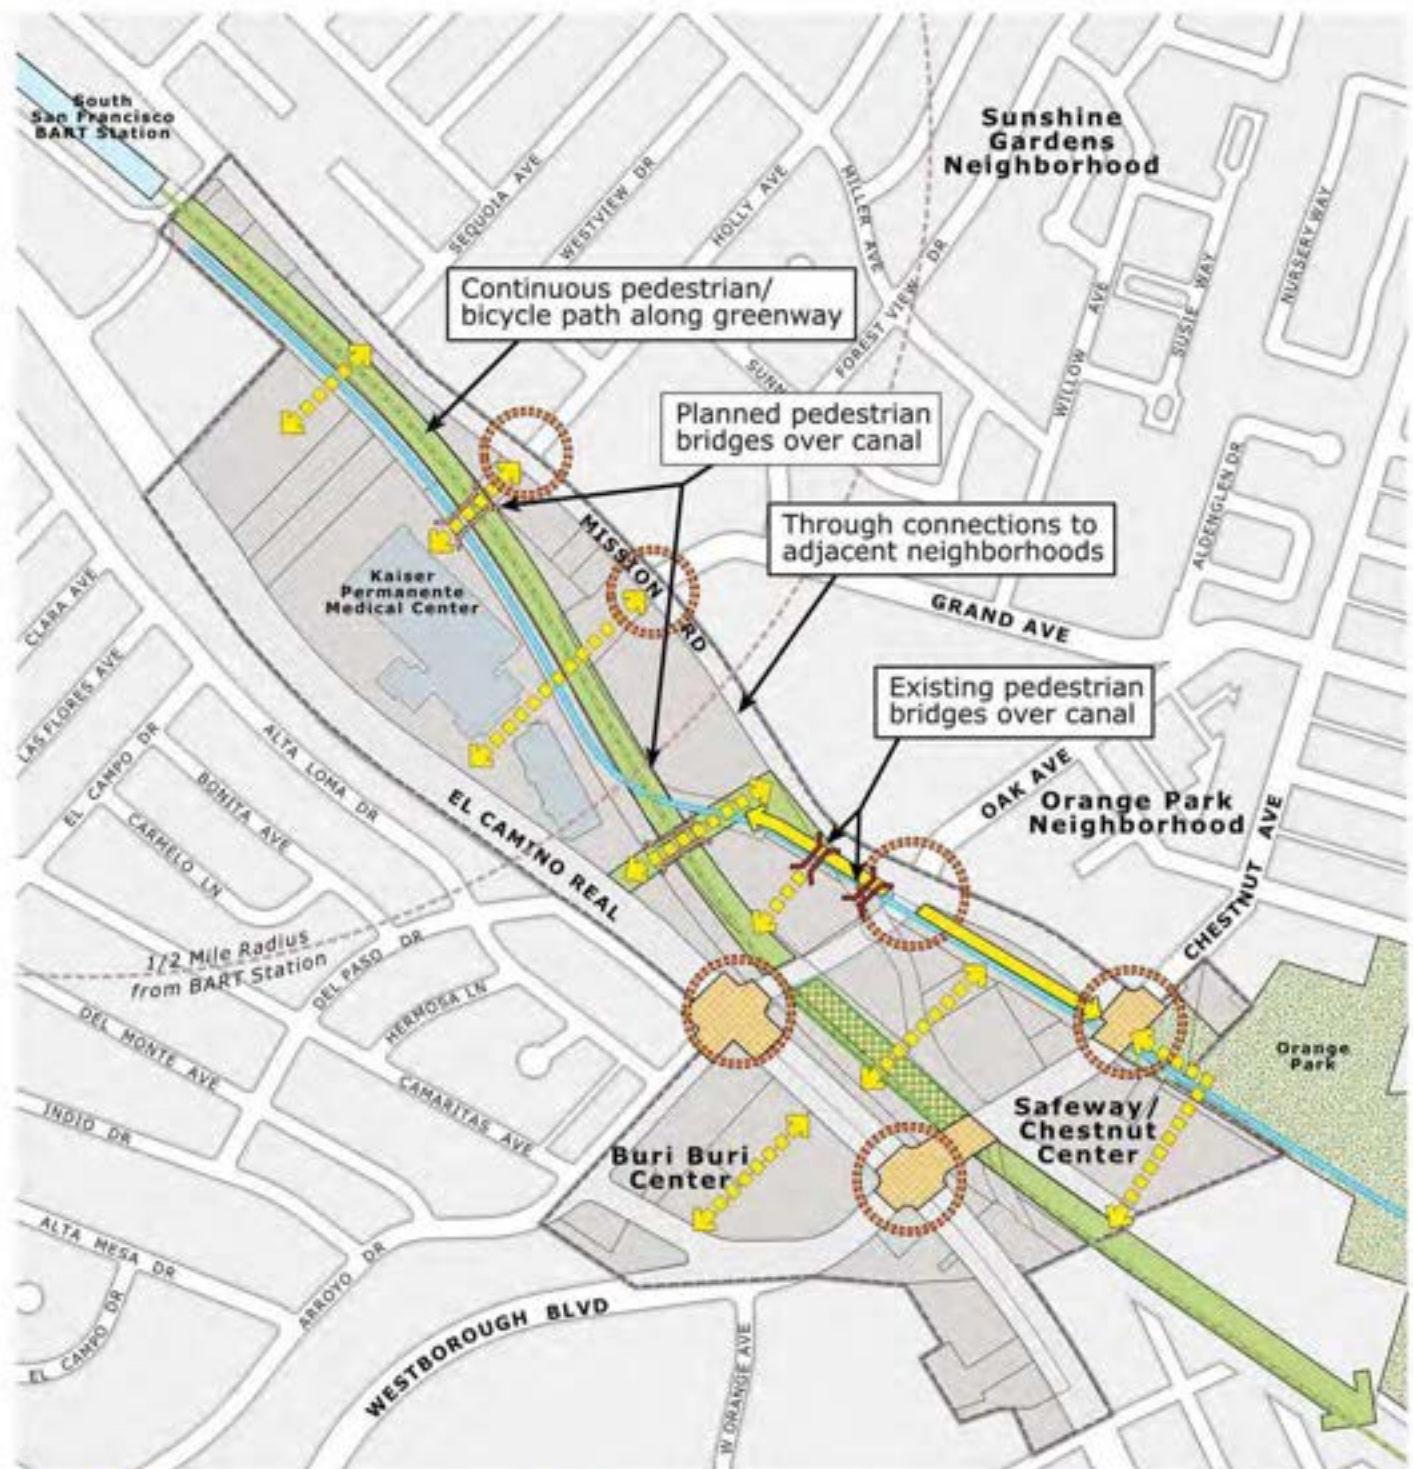 South
San Francisco
BART Station
Sunshine
Gardens
Neighborhood
SEQUOIA AVE
WESTVIEW DR
HOLLY AVE
MILLER AVE
FOREST VIEW DR
NURSERY WAY
SUSIE WAY
WILLOW AVE
Continuous pedestrian/
bicycle path along greenway
SUNN
Planned pedestrian
bridges over canal
ALDENGLEN DR
Through connections to
adjacent neighborhoods
MISSION RD
Kaiser
Permanente
Medical Center
CLARA AVE
GRAND AVE
LAS FLORES AVE
Existing pedestrian
bridges over canal
EL CAMPO DR
ALTA LOMA DR
BONITA AVE
CARMELO LN
EL CAMINO REAL
OAK AVE
Orange Park
Neighborhood
CHESTNUT AVE
1/2 Mile Radius
from BART Station
DEL PASO DR
HERMOSA LN
DEL MONTE AVE
CAMARITAS AVE
Orange
Park
INDIO DR
Safeway/
Chestnut
Center
Buri Buri
Center
ALTA MESA DR
ARROYO DR
EL CAMPO DR
WESTBOROUGH BLVD
W ORANGE AVE